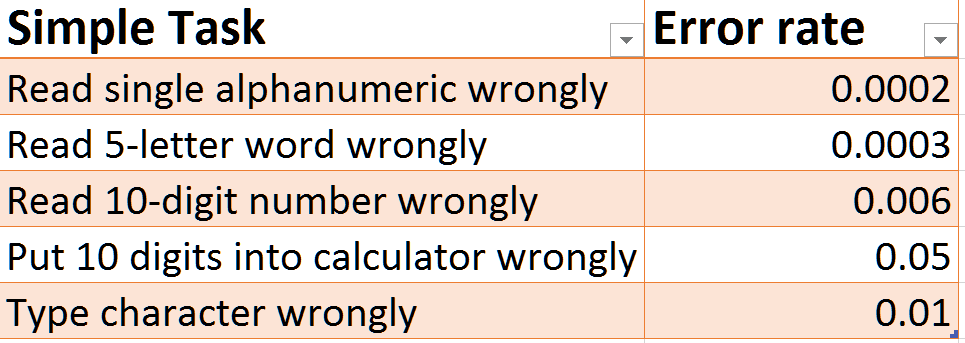 Simple Task Error rate
Read single alphanumeric wrongly 0.0002
Read 5-letter word wrongly 0.0003
Read 10-digit number wrongly 0.006
Put 10 digits into calculator wrongly 0.05
Type character wrongly 0.01